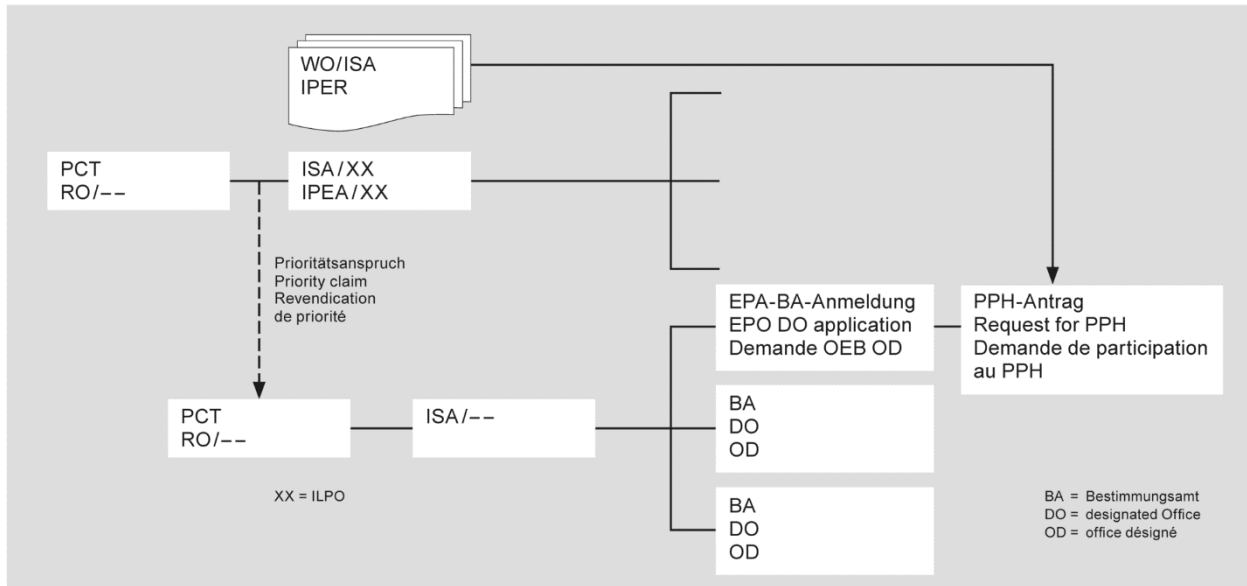 WO/ISA
IPER
PCT
RO/––
ISA/XX
IPEA/XX
Prioritätsanspruch
Priority claim
Revendication
de priorité
EPA-BA-Anmeldung
EPO DO application
Demande OEB OD
PPH-Antrag
Request for PPH
Demande de participation
au PPH
PCT
RO/––
ISA/––
BA
DO
OD
XX = ILPO
BA
DO
OD
BA = Bestimmungsamt
DO = designated Office
OD = office désigné